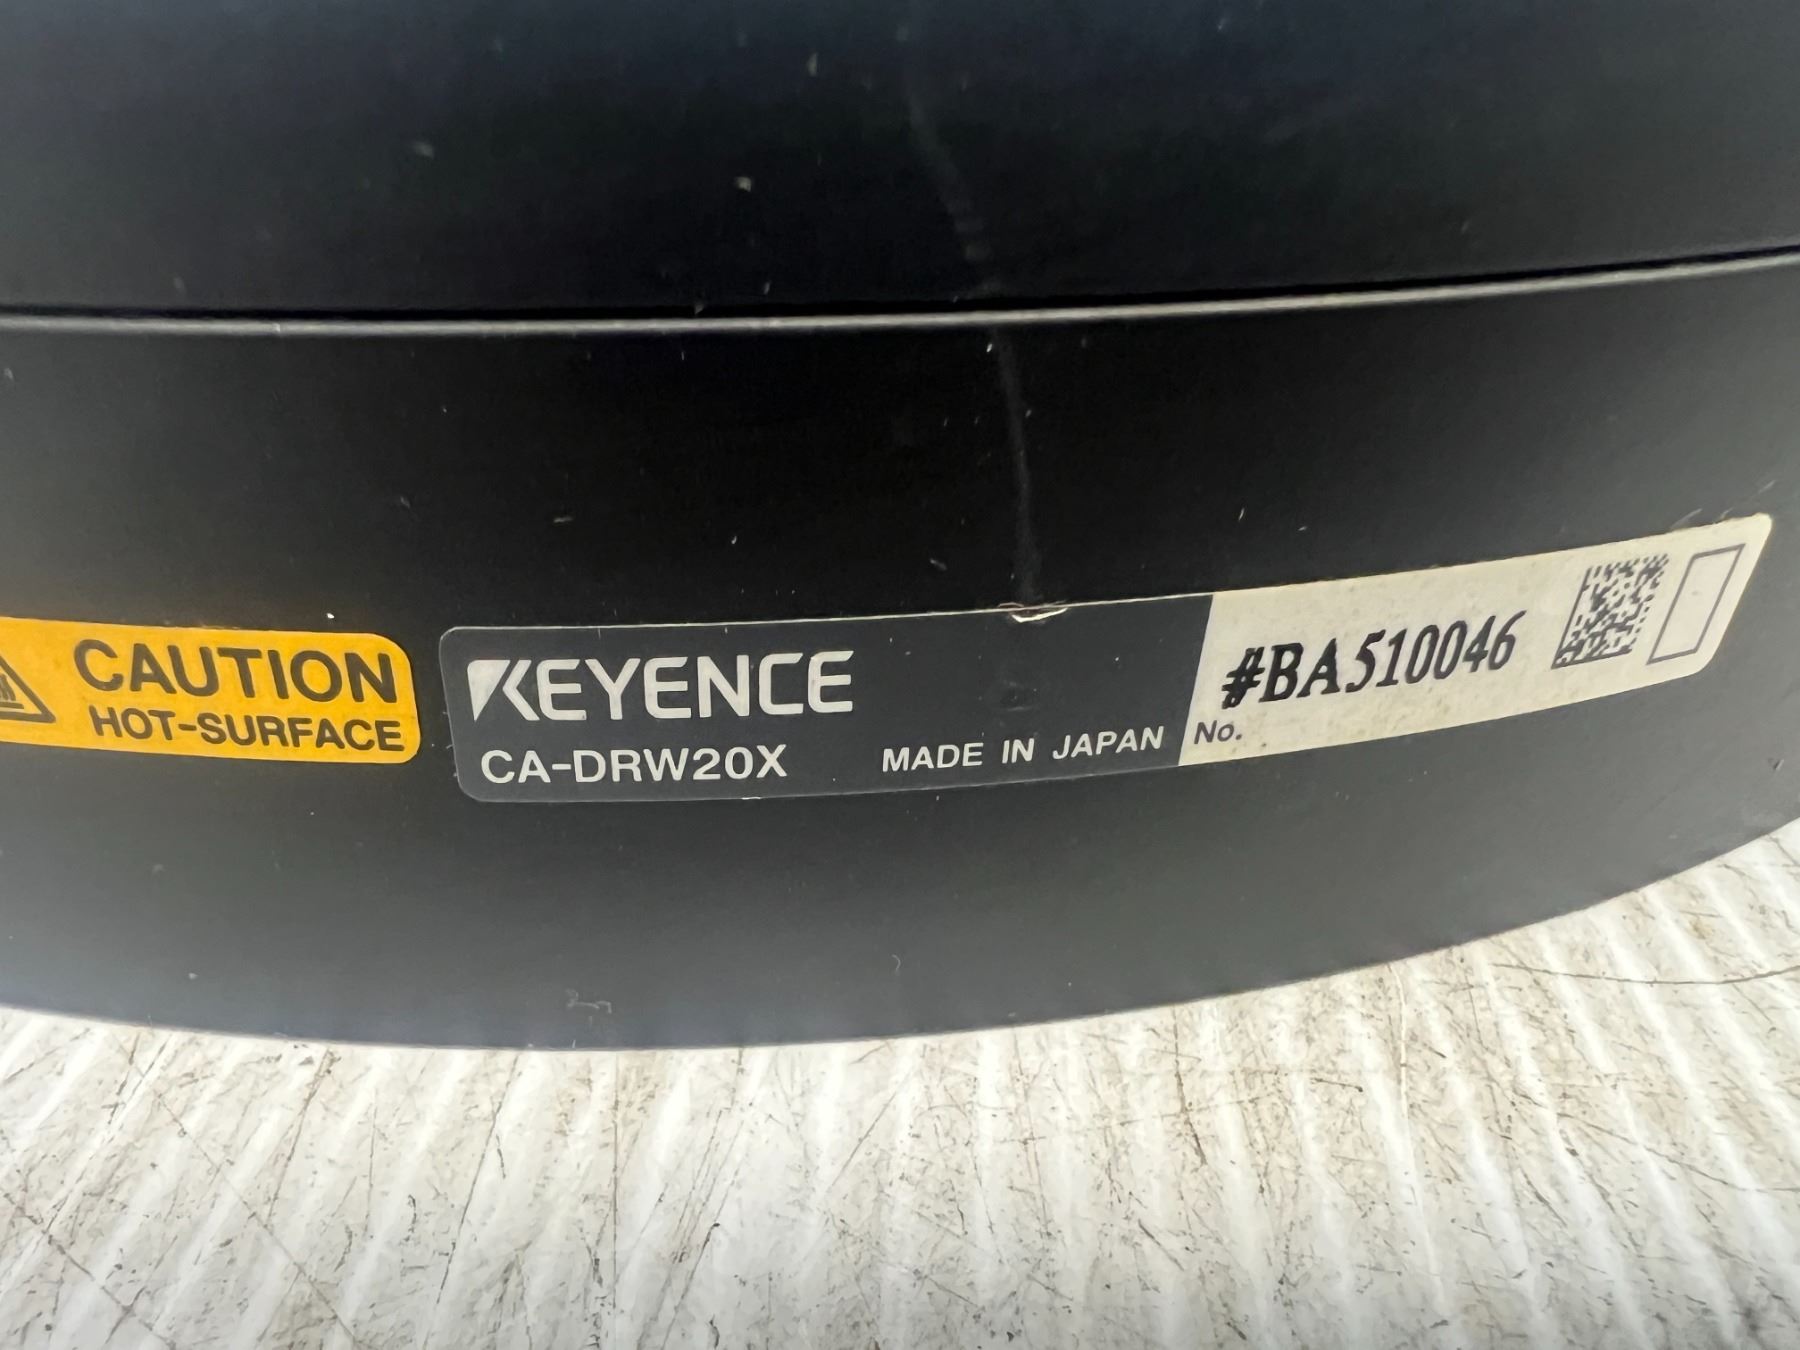 CAUTION
HOT-SURFACE
KEYENCE
CA-DRW20X
MADE IN JAPAN
#BA510046
No.